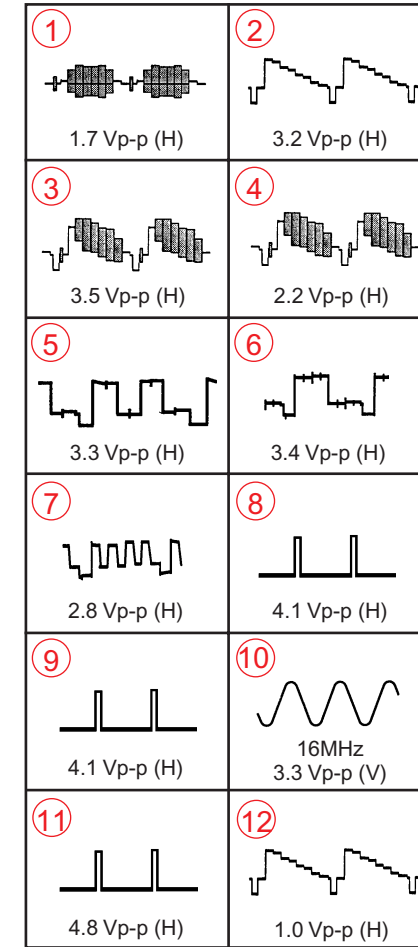 1
2
1.7 Vp-p (H)
3.2 Vp-p (H)
3
4
3.5 Vp-p (H)
2.2 Vp-p (H)
5
6
3.3 Vp-p (H)
3.4 Vp-p (H)
7
8
2.8 Vp-p (H)
4.1 Vp-p (H)
9
10
4.1 Vp-p (H)
16MHz
3.3 Vp-p (V)
11
12
4.8 Vp-p (H)
1.0 Vp-p (H)